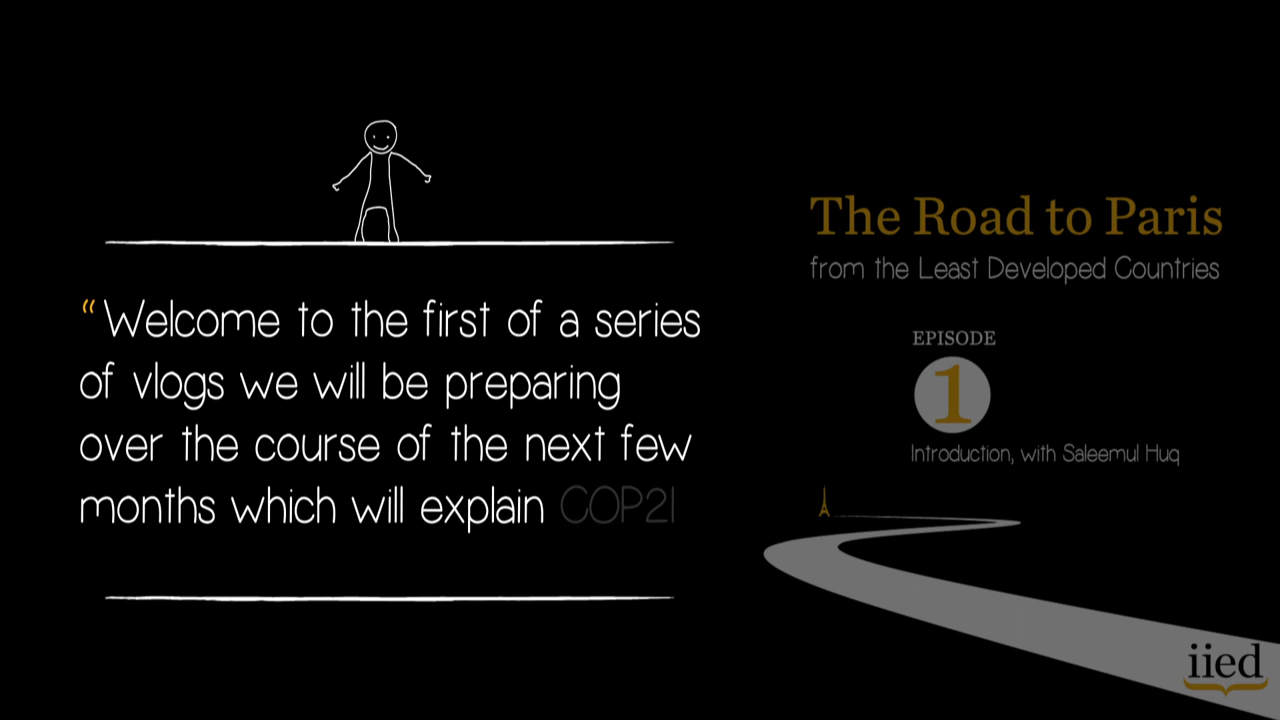 “Welcome to the first of a series
of vlogs we will be preparing
over the course of the next few
months which will explain COP21
The Road to Paris
from the Least Developed Countries
EPISODE
1
Introduction, with Saleemul Huq
iied